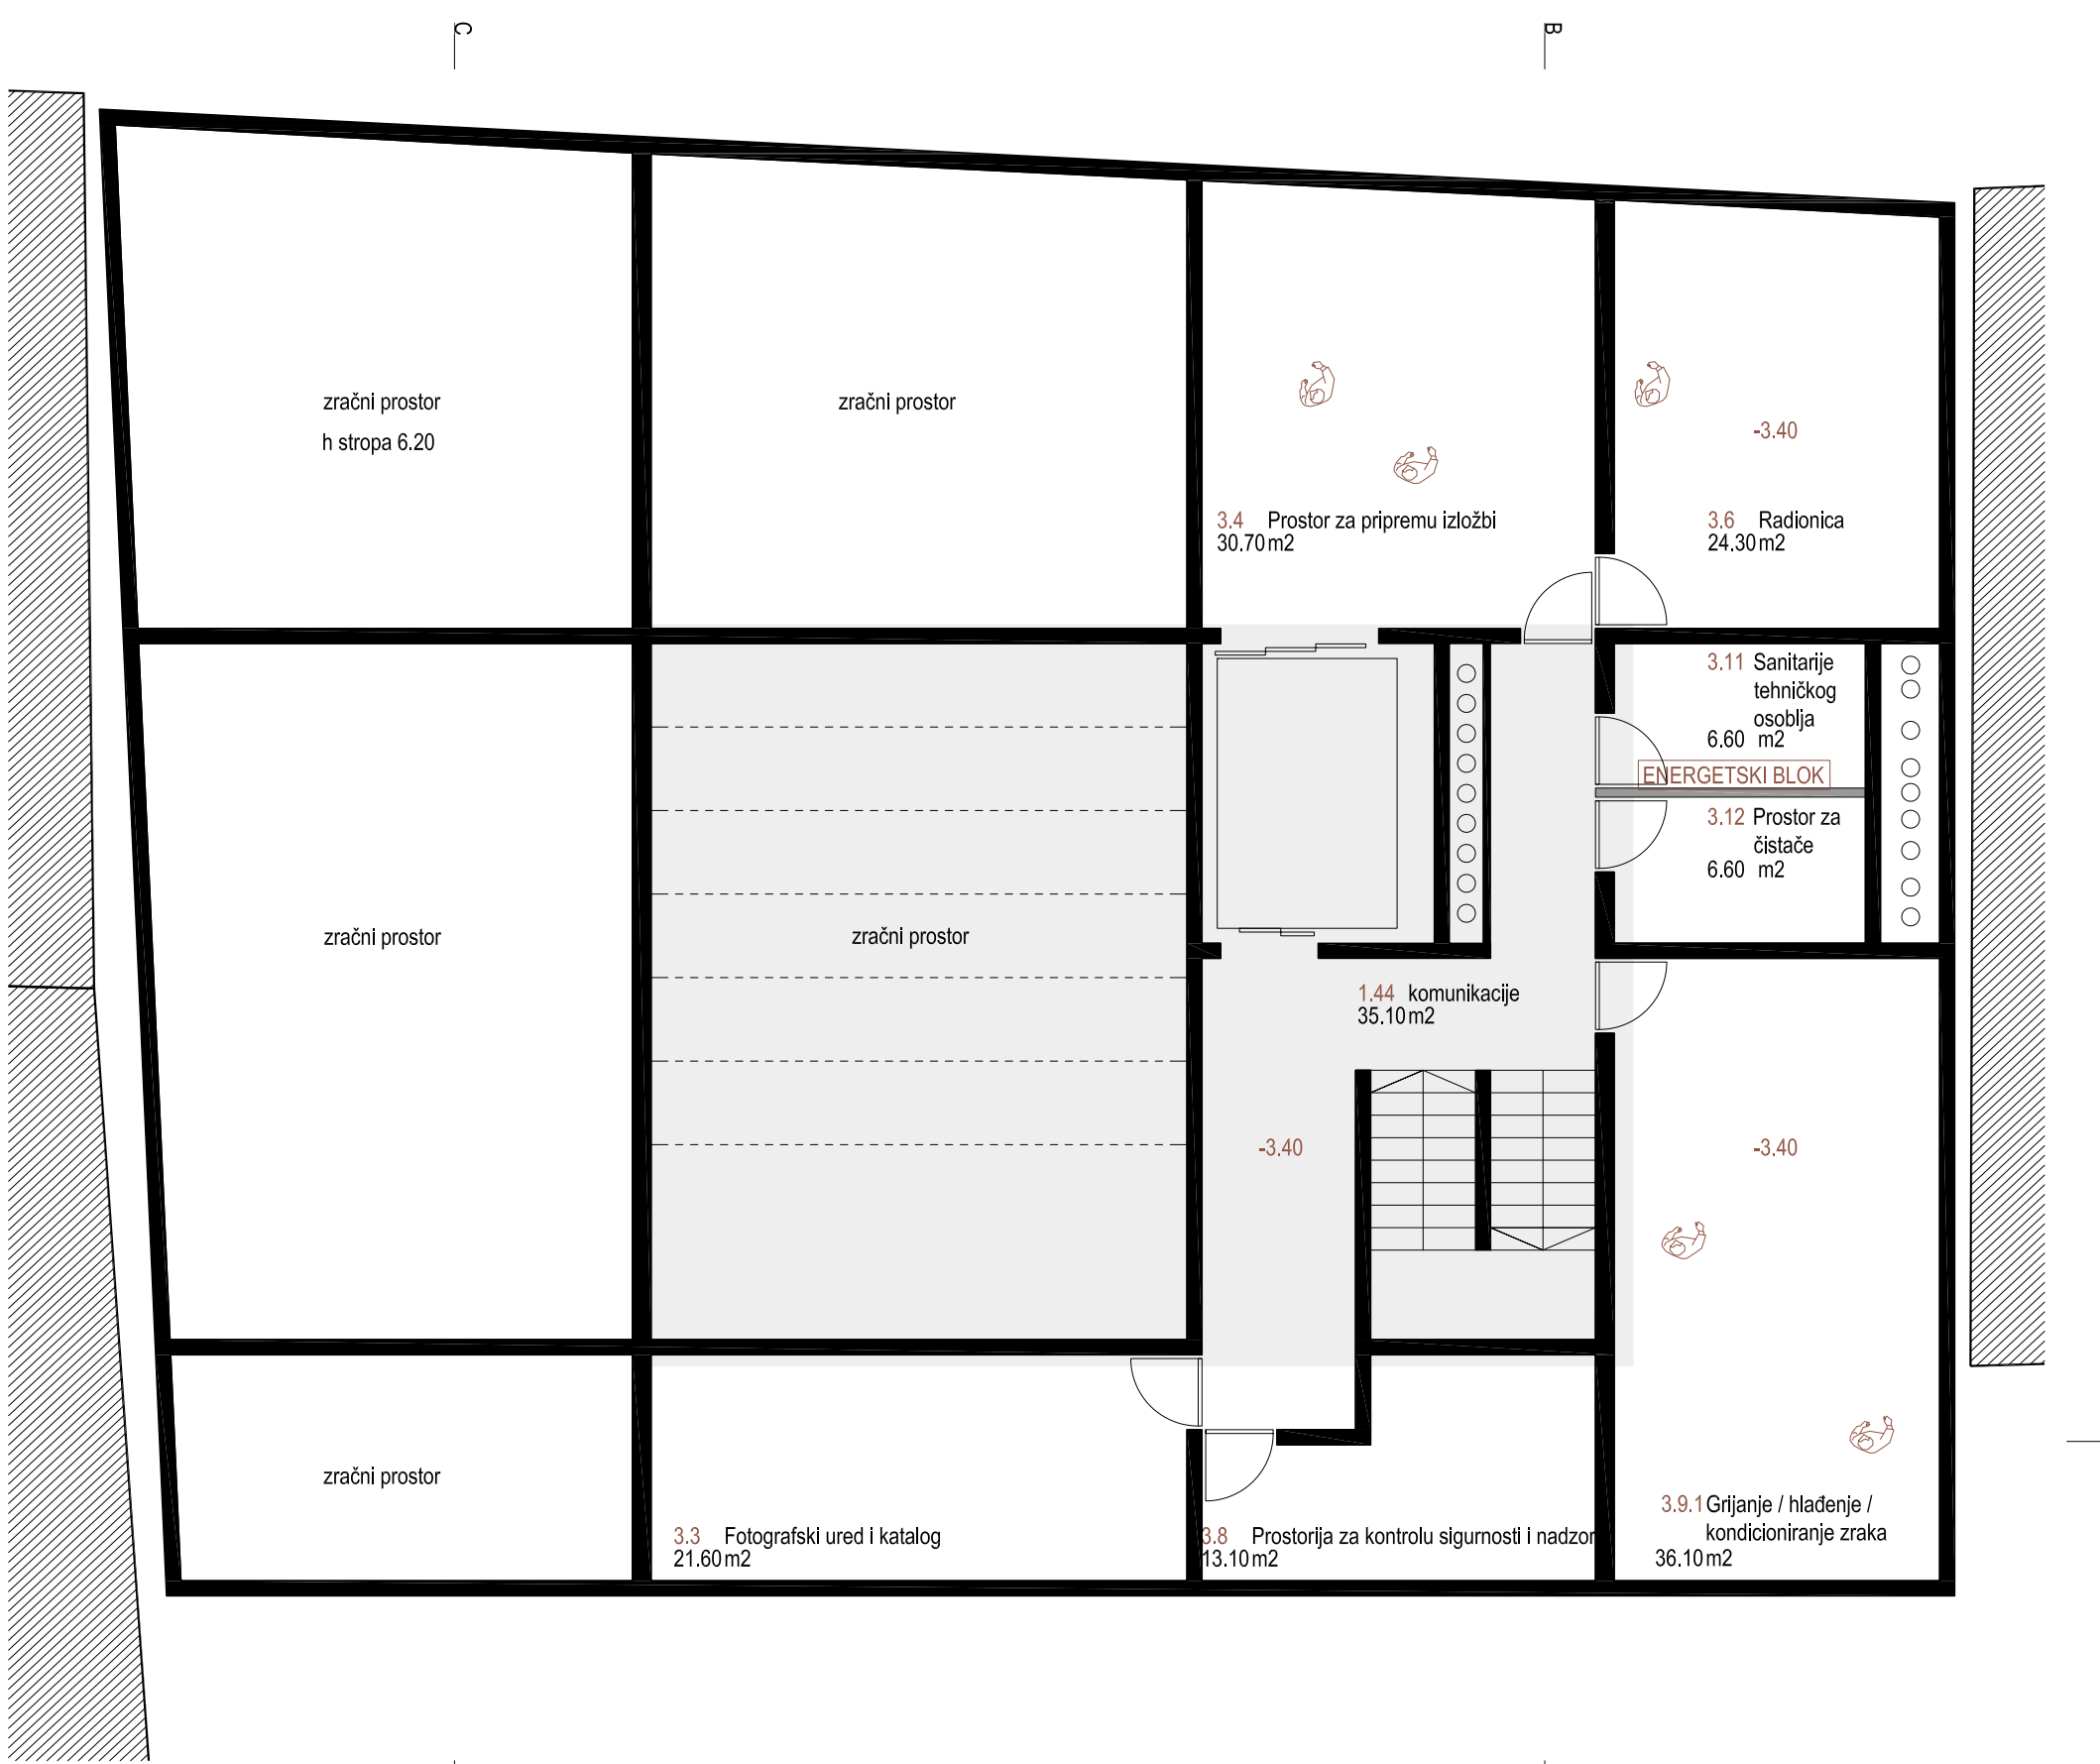 C
B
zračni prostor
h stropa 6.20
zračni prostor
-3.40
3.4 Prostor za pripremu izložbi
30.70 m2
3.6 Radionica
24.30 m2
3.11 Sanitarije
tehničkog
osoblja
6.60 m2
ENERGETSKI BLOK
3.12 Prostor za
čistače
6.60 m2
zračni prostor
zračni prostor
1.44 komunikacije
35.10 m2
-3.40
-3.40
zračni prostor
3.3 Fotografski ured i katalog
21.60 m2
3.8 Prostorija za kontrolu sigurnosti i nadzor
13.10 m2
3.9.1 Grijanje / hlađenje /
kondicioniranje zraka
36.10 m2